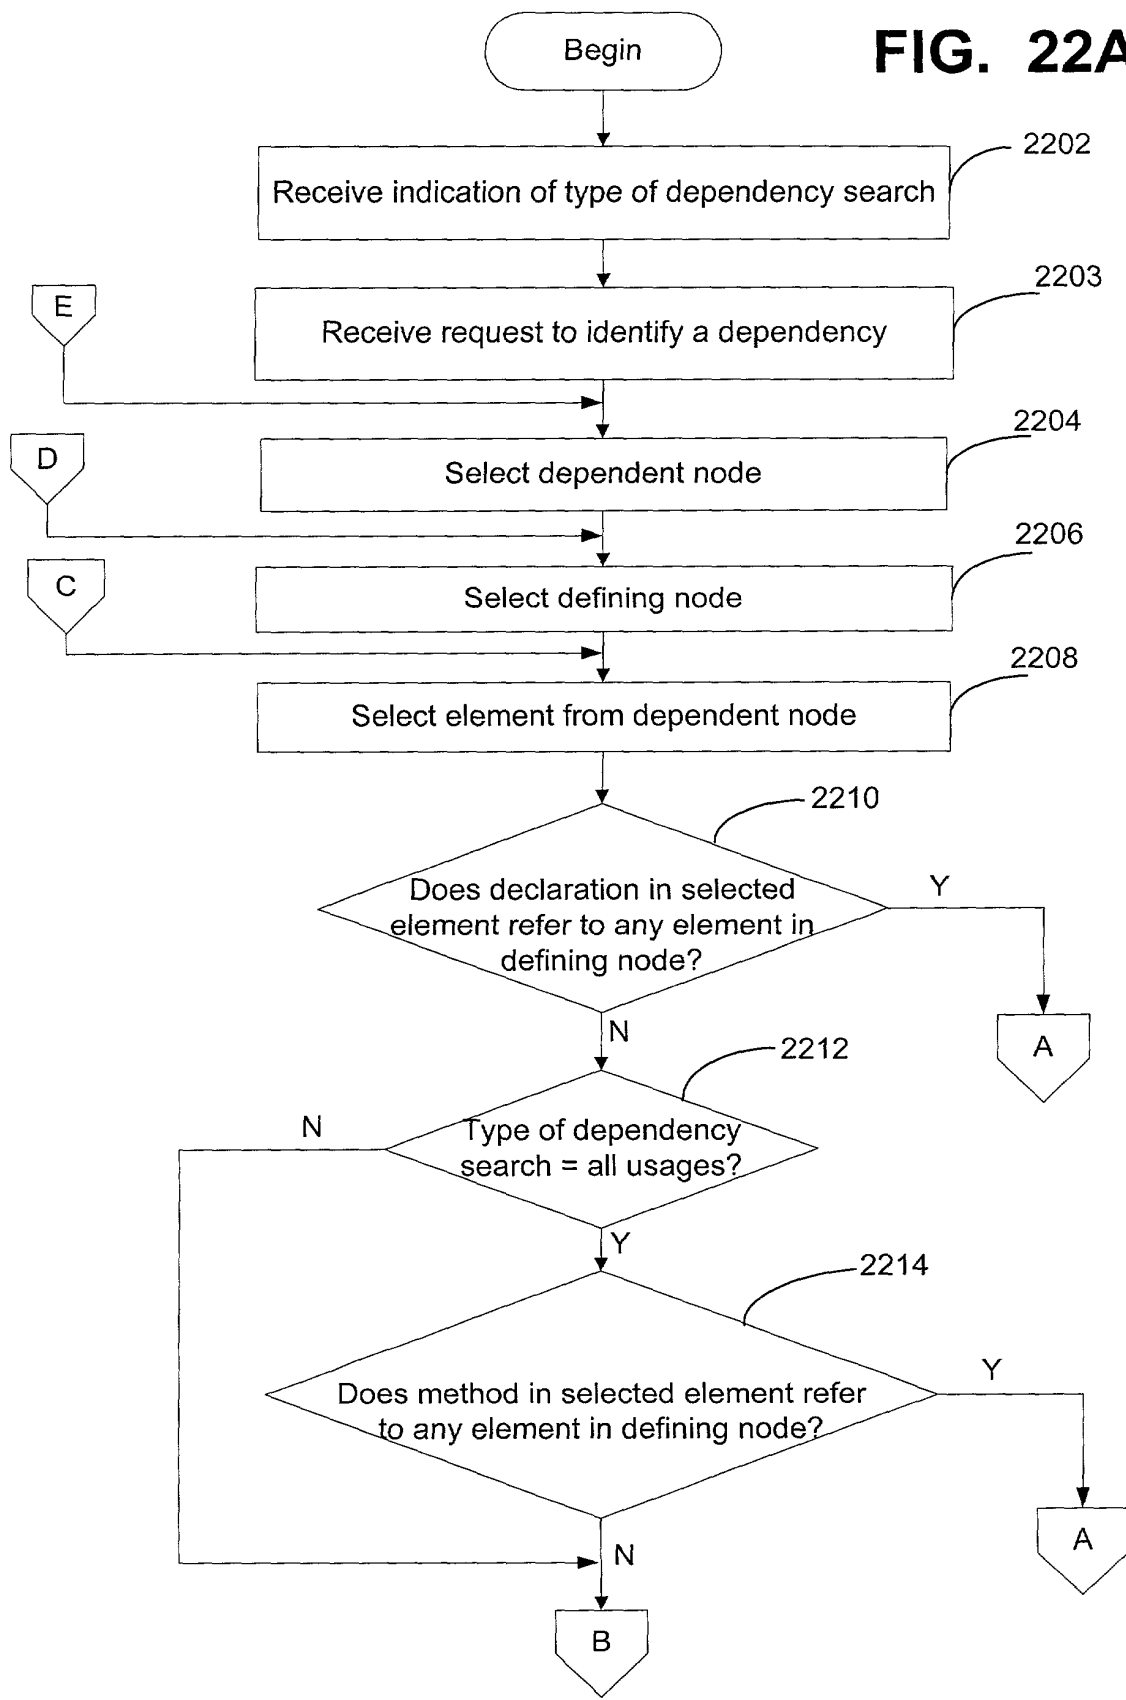 Begin
FIG. 22A
2202
Receive indication of type of dependency search
2203
E
Receive request to identify a dependency
2204
D
Select dependent node
2206
C
Select defining node
2208
Select element from dependent node
2210
Does declaration in selected
element refer to any element in
defining node?
Y
A
N
2212
N
Type of dependency
search = all usages?
Y
2214
Does method in selected element refer
to any element in defining node?
Y
A
N
B